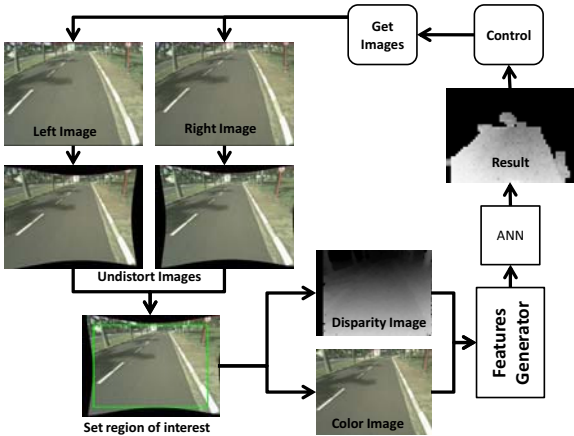 Get
Images
Control
Left Image
Right Image
Result
Undistort Images
ANN
Disparity Image
Features
Generator
Set region of interest
Color Image